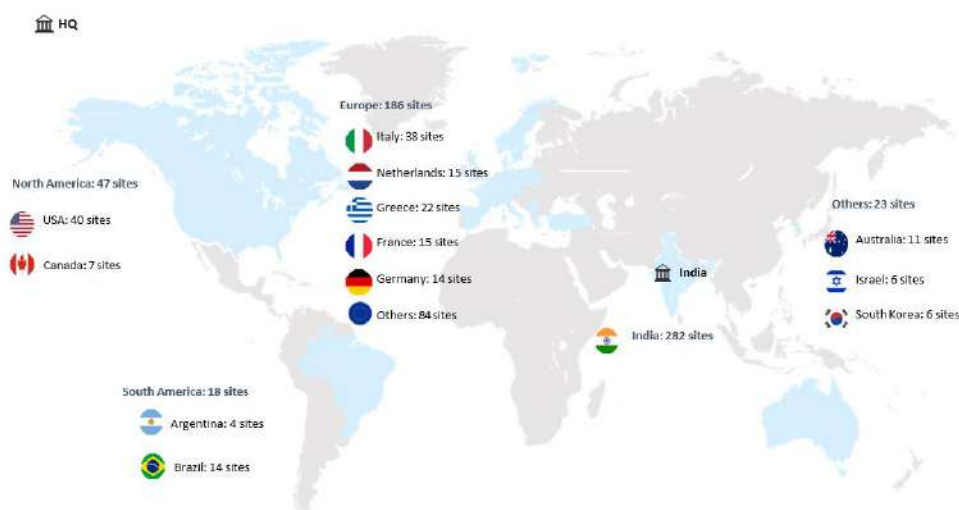 HQ
Europe: 186 sites
Italy: 38 sites
Netherlands: 15 sites
Greece: 22 sites
France: 15 sites
Germany: 14 sites
Others: 84 sites
North America: 47 sites
USA: 40 sites
Canada: 7 sites
Others: 23 sites
Australia: 11 sites
Israel: 6 sites
South Korea: 6 sites
India
India: 282 sites
South America: 18 sites
Argentina: 4 sites
Brazil: 14 sites